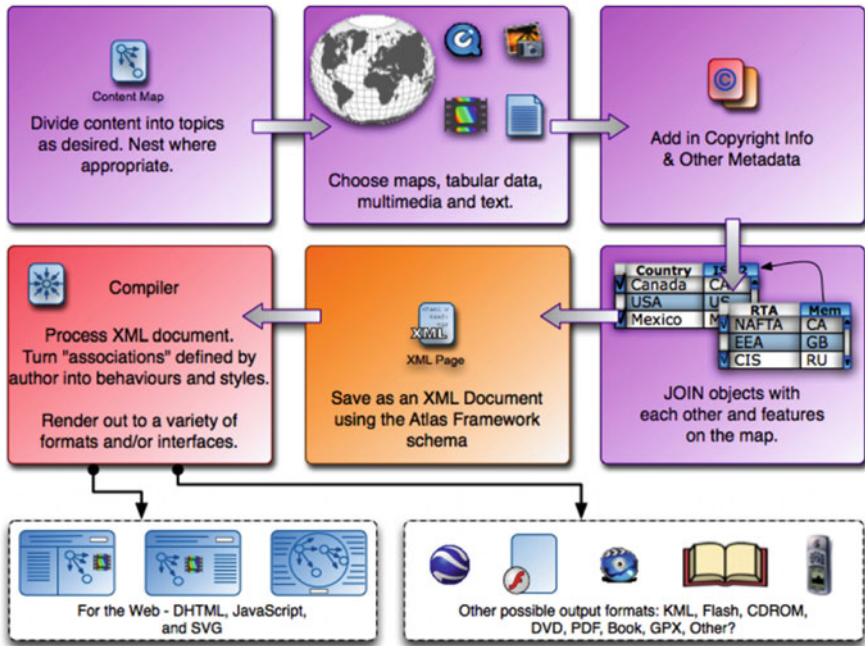 Content Map
Divide content into topics
as desired. Nest where
appropriate.
Choose maps, tabular data,
multimedia and text.
©
Add in Copyright Info
& Other Metadata
Country
Canada CA
USA US
Mexico
RTA Mem
NAFTA CA
EEA GB
CIS RU
JOIN objects with
each other and features
on the map.
XML
XML Page
Save as an XML Document
using the Atlas Framework
schema
Compiler
Process XML document.
Turn "associations" defined by
author into behaviours and styles.
Render out to a variety of
formats and/or interfaces.
For the Web - DHTML, JavaScript,
and SVG
Other possible output formats: KML, Flash, CDROM,
DVD, PDF, Book, GPX, Other?